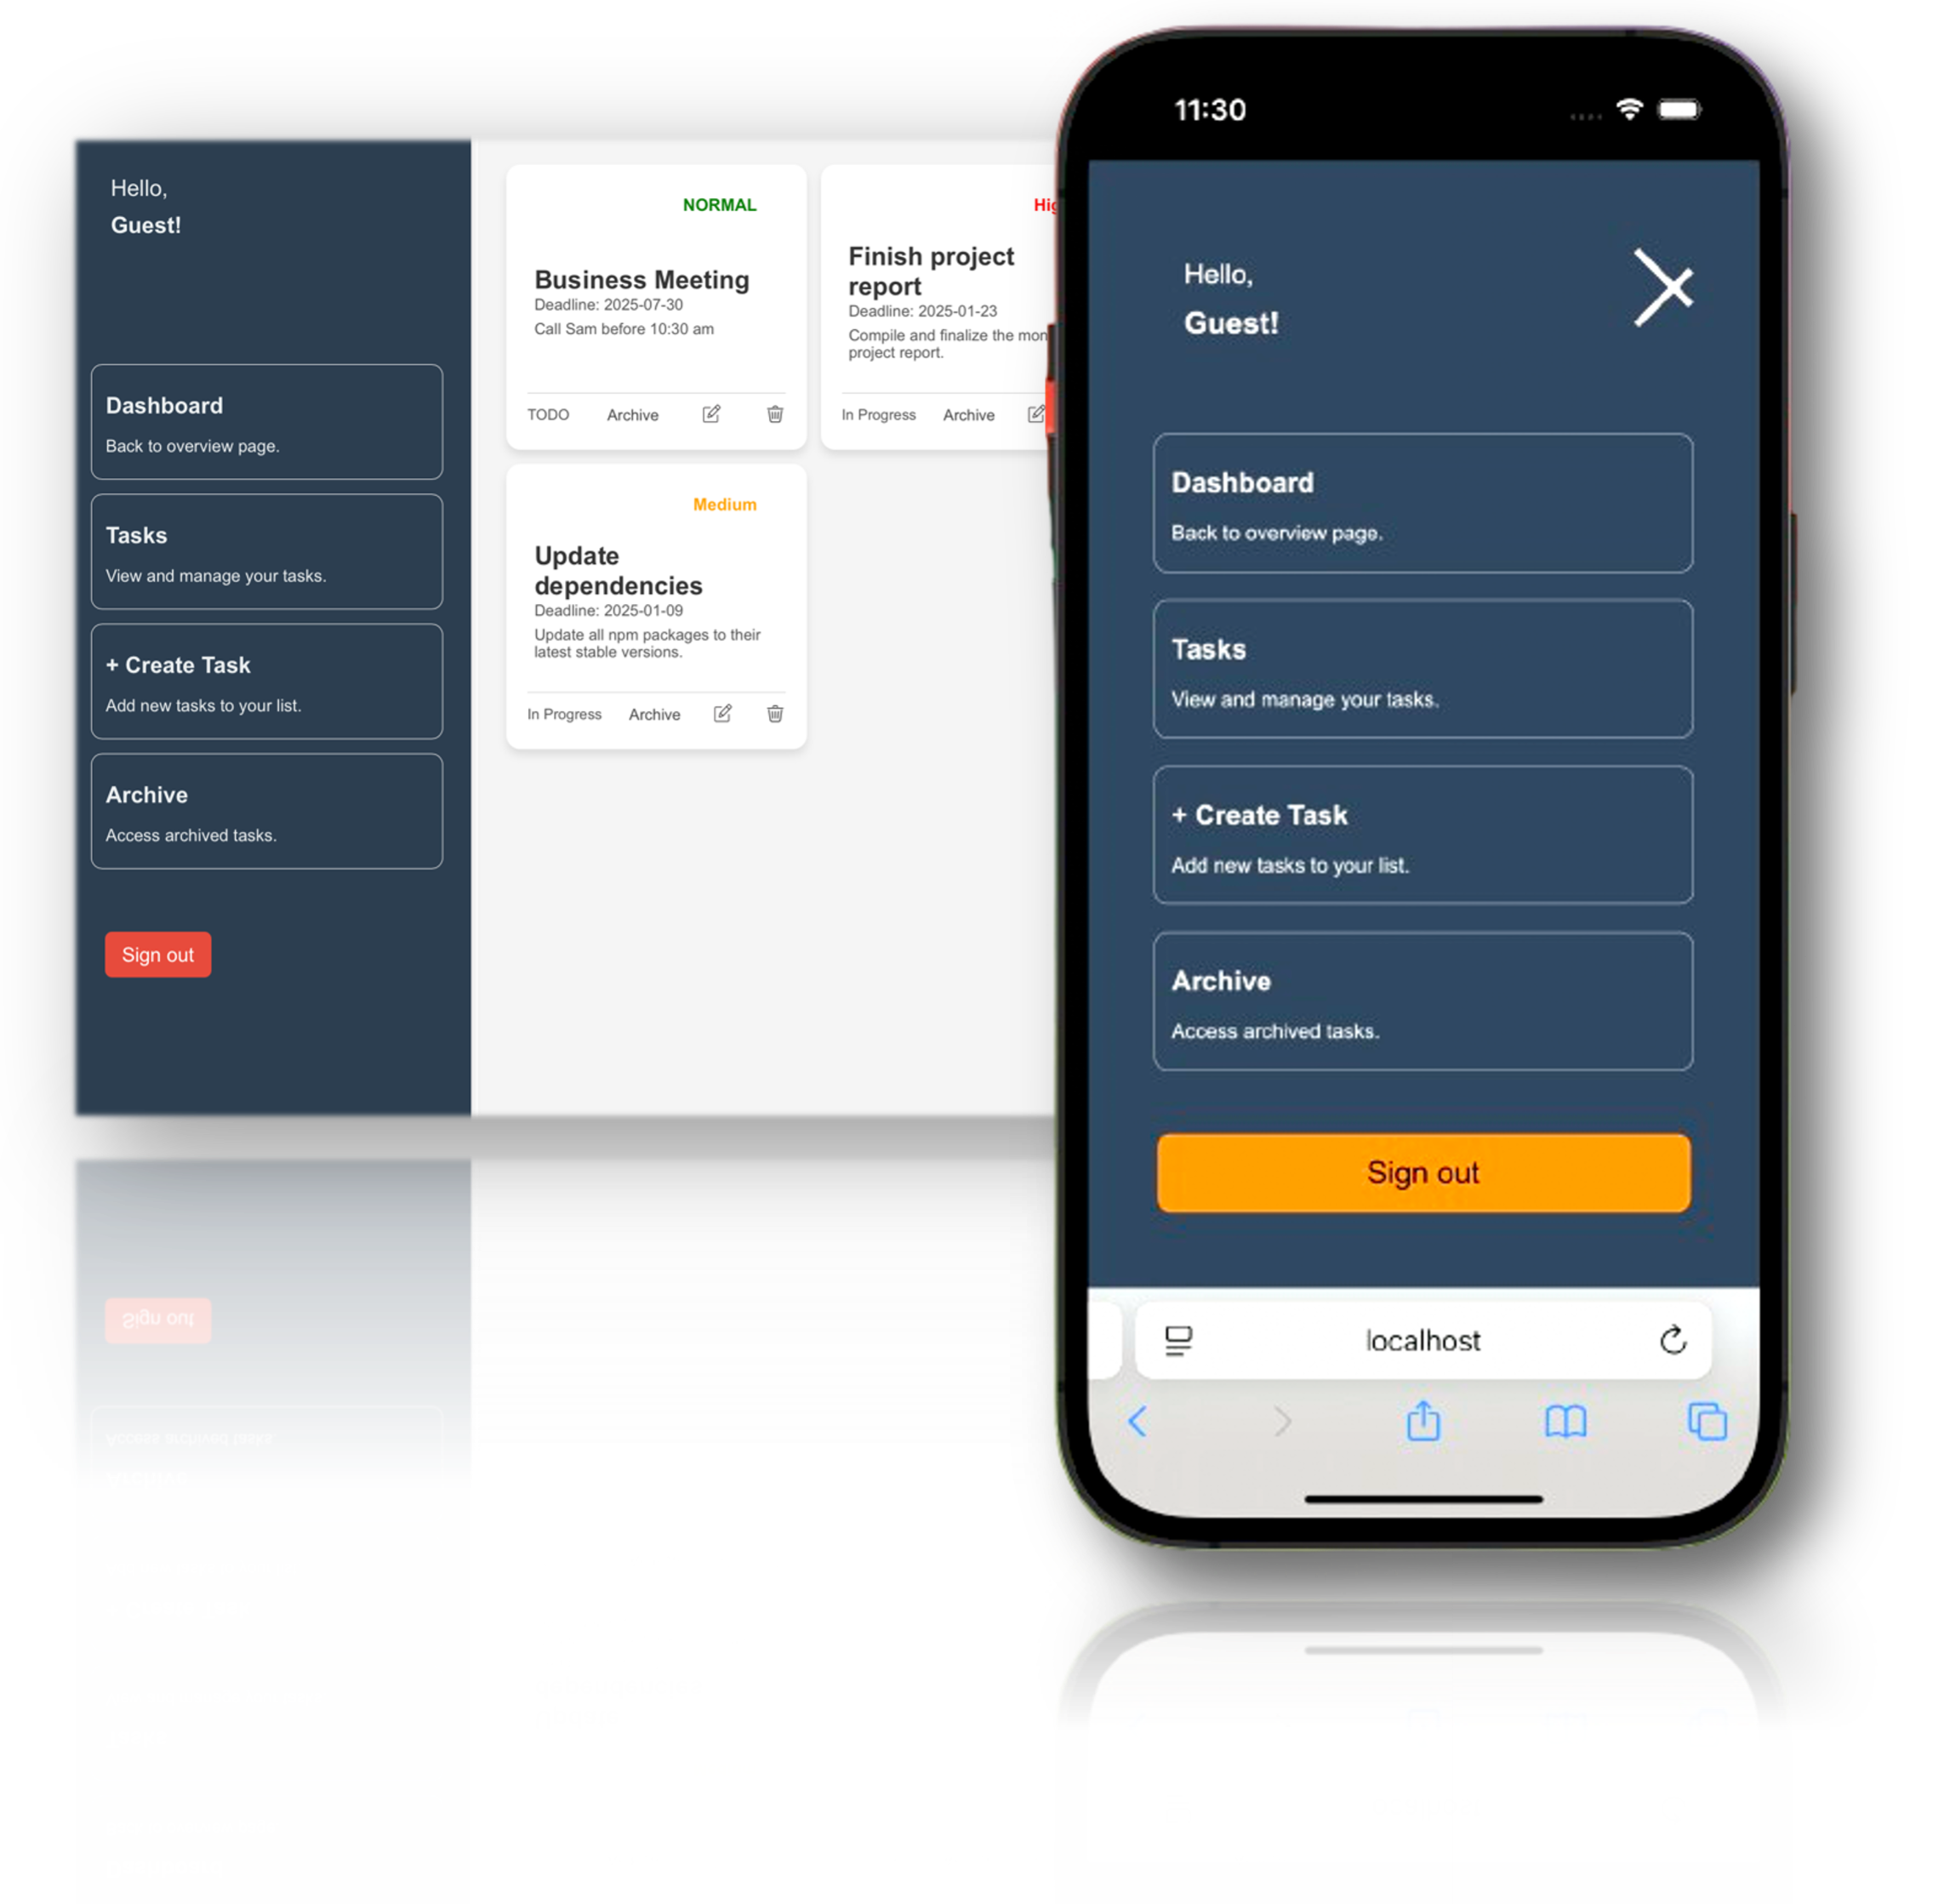 Hello,
Guest!
Dashboard
Back to overview page.
Tasks
View and manage your tasks.
+ Create Task
Add new tasks to your list.
Archive
Access archived tasks.
Sign out
NORMAL
Business Meeting
Deadline: 2025-07-30
Call Sam before 10:30 am
TODO Archive
Finish project
report
Deadline: 2025-01-23
Compile and finalize the
project report.
In Progress Archive
Medium
Update
dependencies
Deadline: 2025-01-09
Update all npm packages to their
latest stable versions.
In Progress Archive
11:30
Hello,
Guest!
Dashboard
Back to overview page.
Tasks
View and manage your tasks.
+ Create Task
Add new tasks to your list.
Archive
Access archived tasks.
Sign out
localhost
Sign out
Access archived tasks.